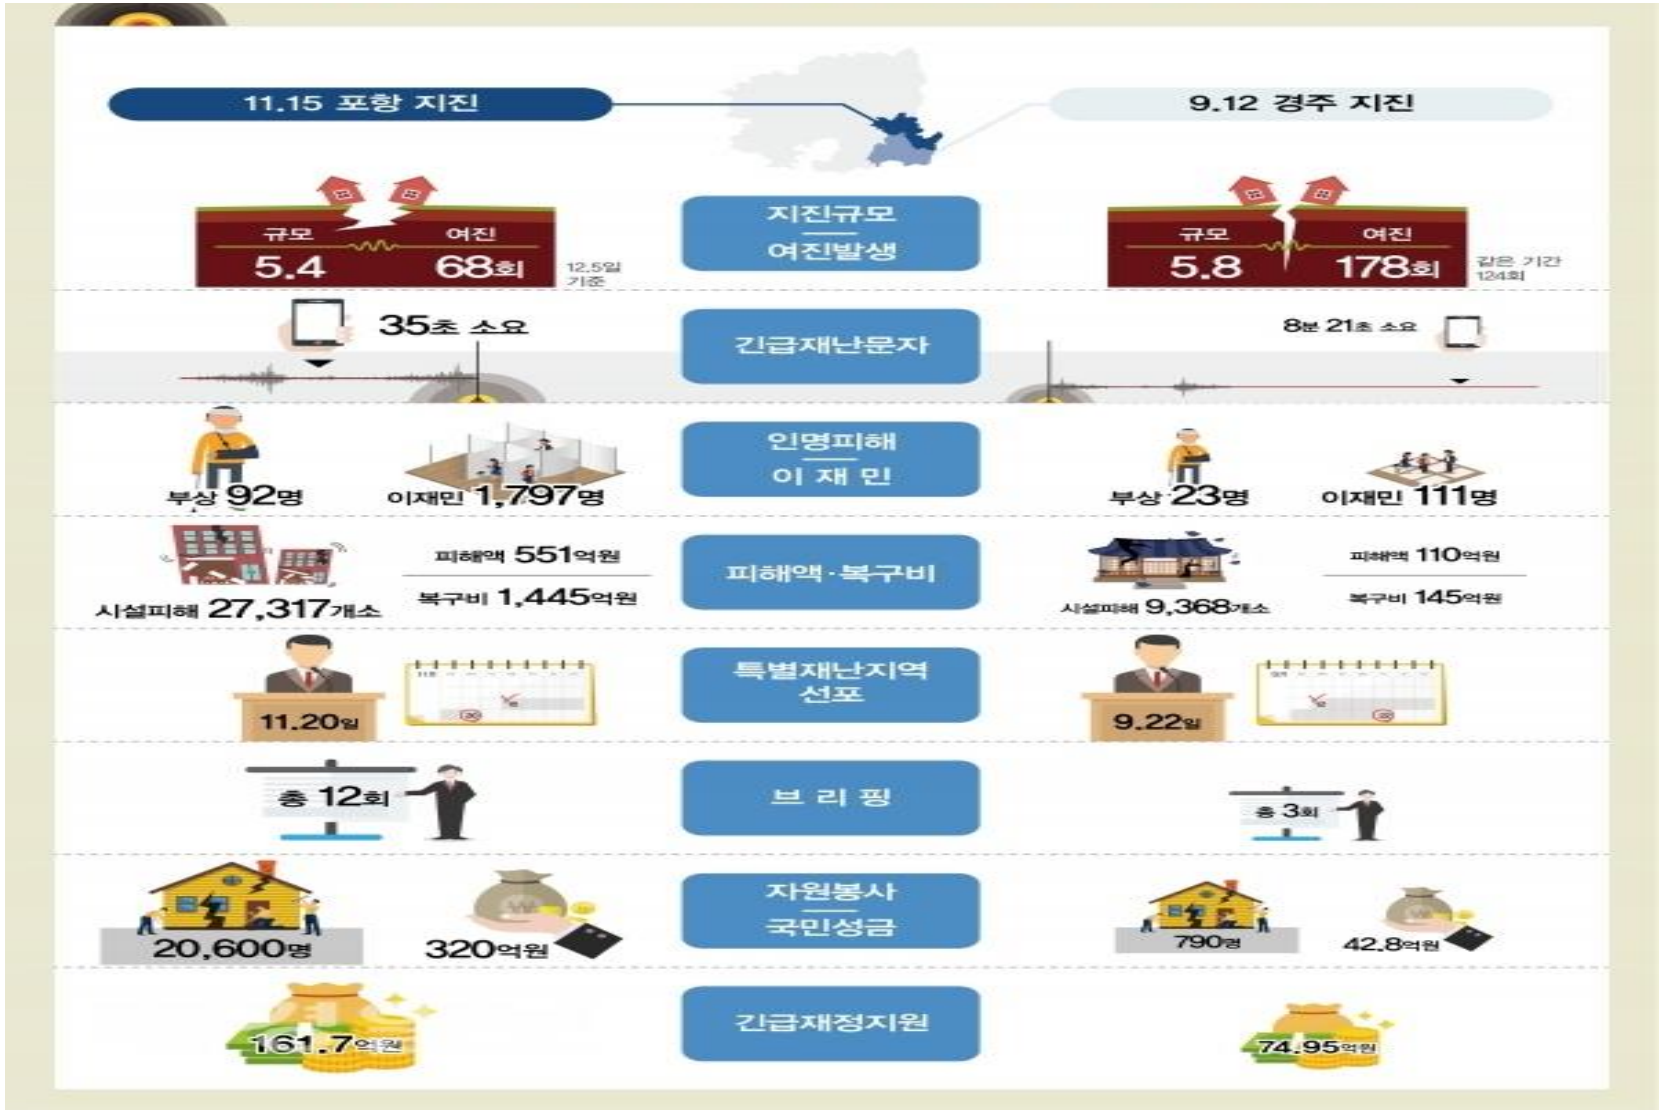 11.15 포항 지진
9.12 경주 지진
규모 여진
5.4 68회
12.5일
기준
지진규모
여진발생
규모 여진
5.8 178회
같은 기간
124회
35초 소요
긴급재난문자
8분 21초 소요
부상 92명
이재민 1,797명
인명피해
이 재 민
부상 23명
이재민 111명
시설피해 27,317개소
피해액 551억원
복구비 1,445억원
피해액·복구비
시설피해 9,368개소
피해액 110억원
복구비 145억원
11.20일
20
특별재난지역
선포
9.22일
총 12회
브 리 핑
총 3회
20,600명
320억원
자원봉사
국민성금
790명
42.8억원
161.7억원
긴급재정지원
74.95억원